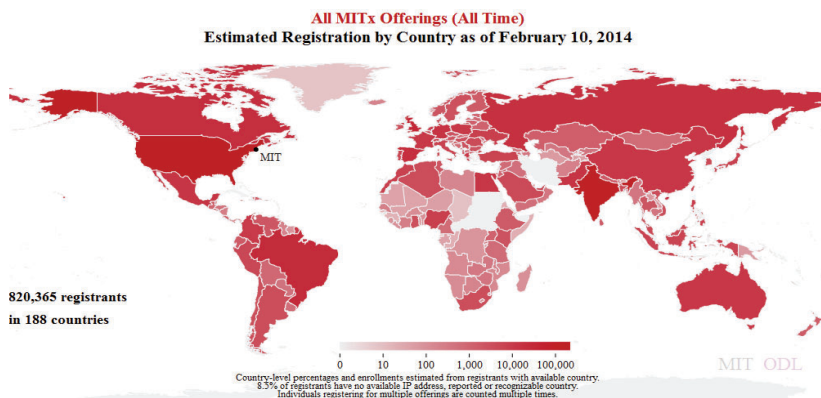 All MITx Offerings (All Time)
Estimated Registration by Country as of February 10, 2014
MIT
820,365 registrants
in 188 countries
0 10 100 1,000 10,000 100,000
MIT ODL
Country-level percentages and enrollments estimated from registrants with available country.
8.5% of registrants have no available IP address, reported or recognizable country.
Individuals registering for multiple offerings are counted multiple times.